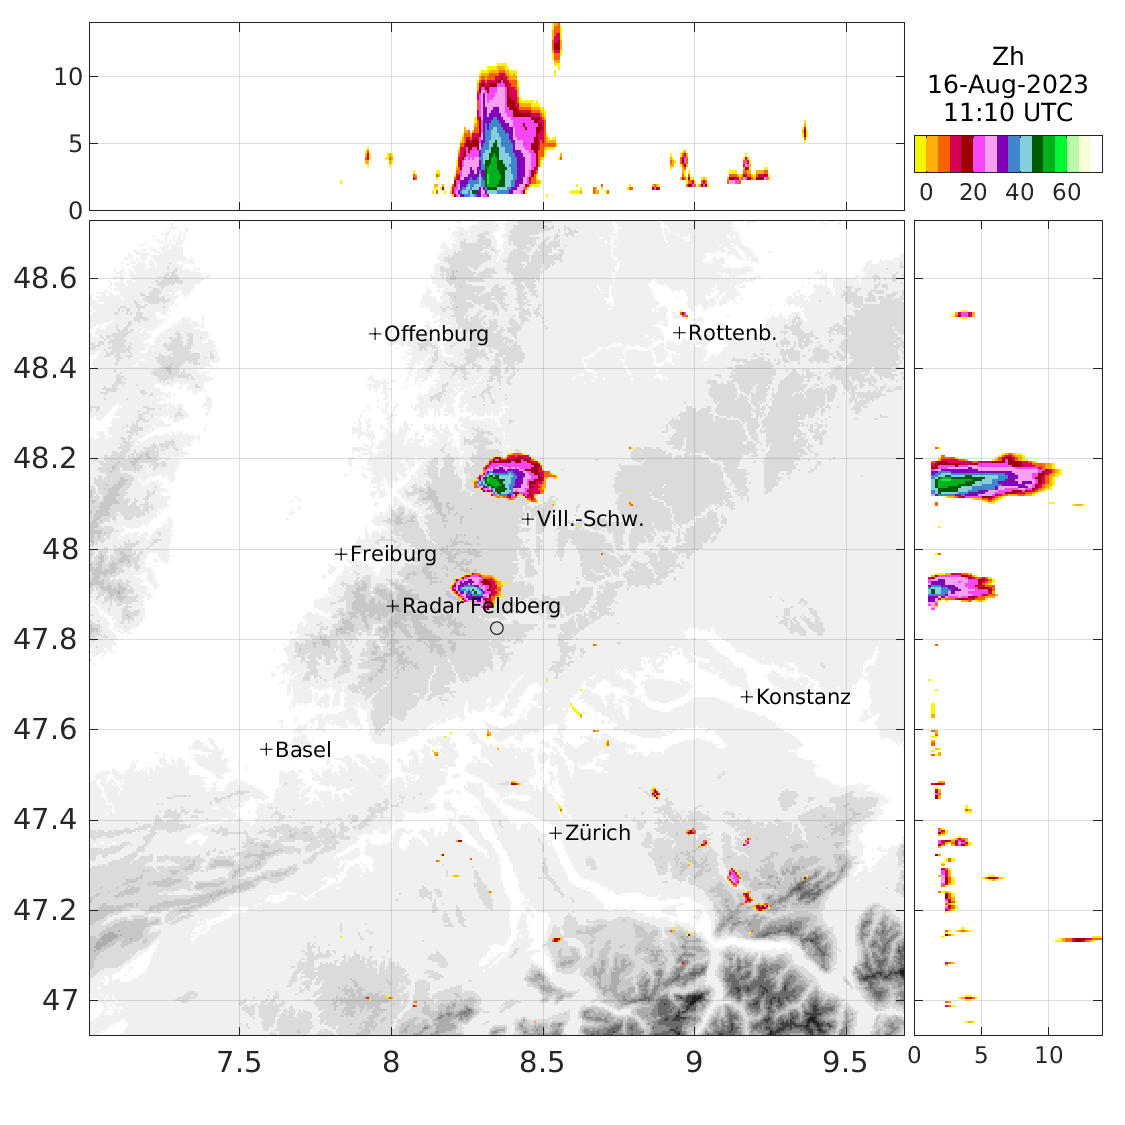 Zh
16-Aug-2023
11:10 UTC
0 20 40 60
10
5
0
48.6
48.4
48.2
48
47.8
47.6
47.4
47.2
47
+Offenburg
+Rottenb.
+Vill.-Schw.
+Freiburg
+Radar Feldberg
+Konstanz
+Basel
+Zürich
7.5 8 8.5 9 9.5
0 5 10